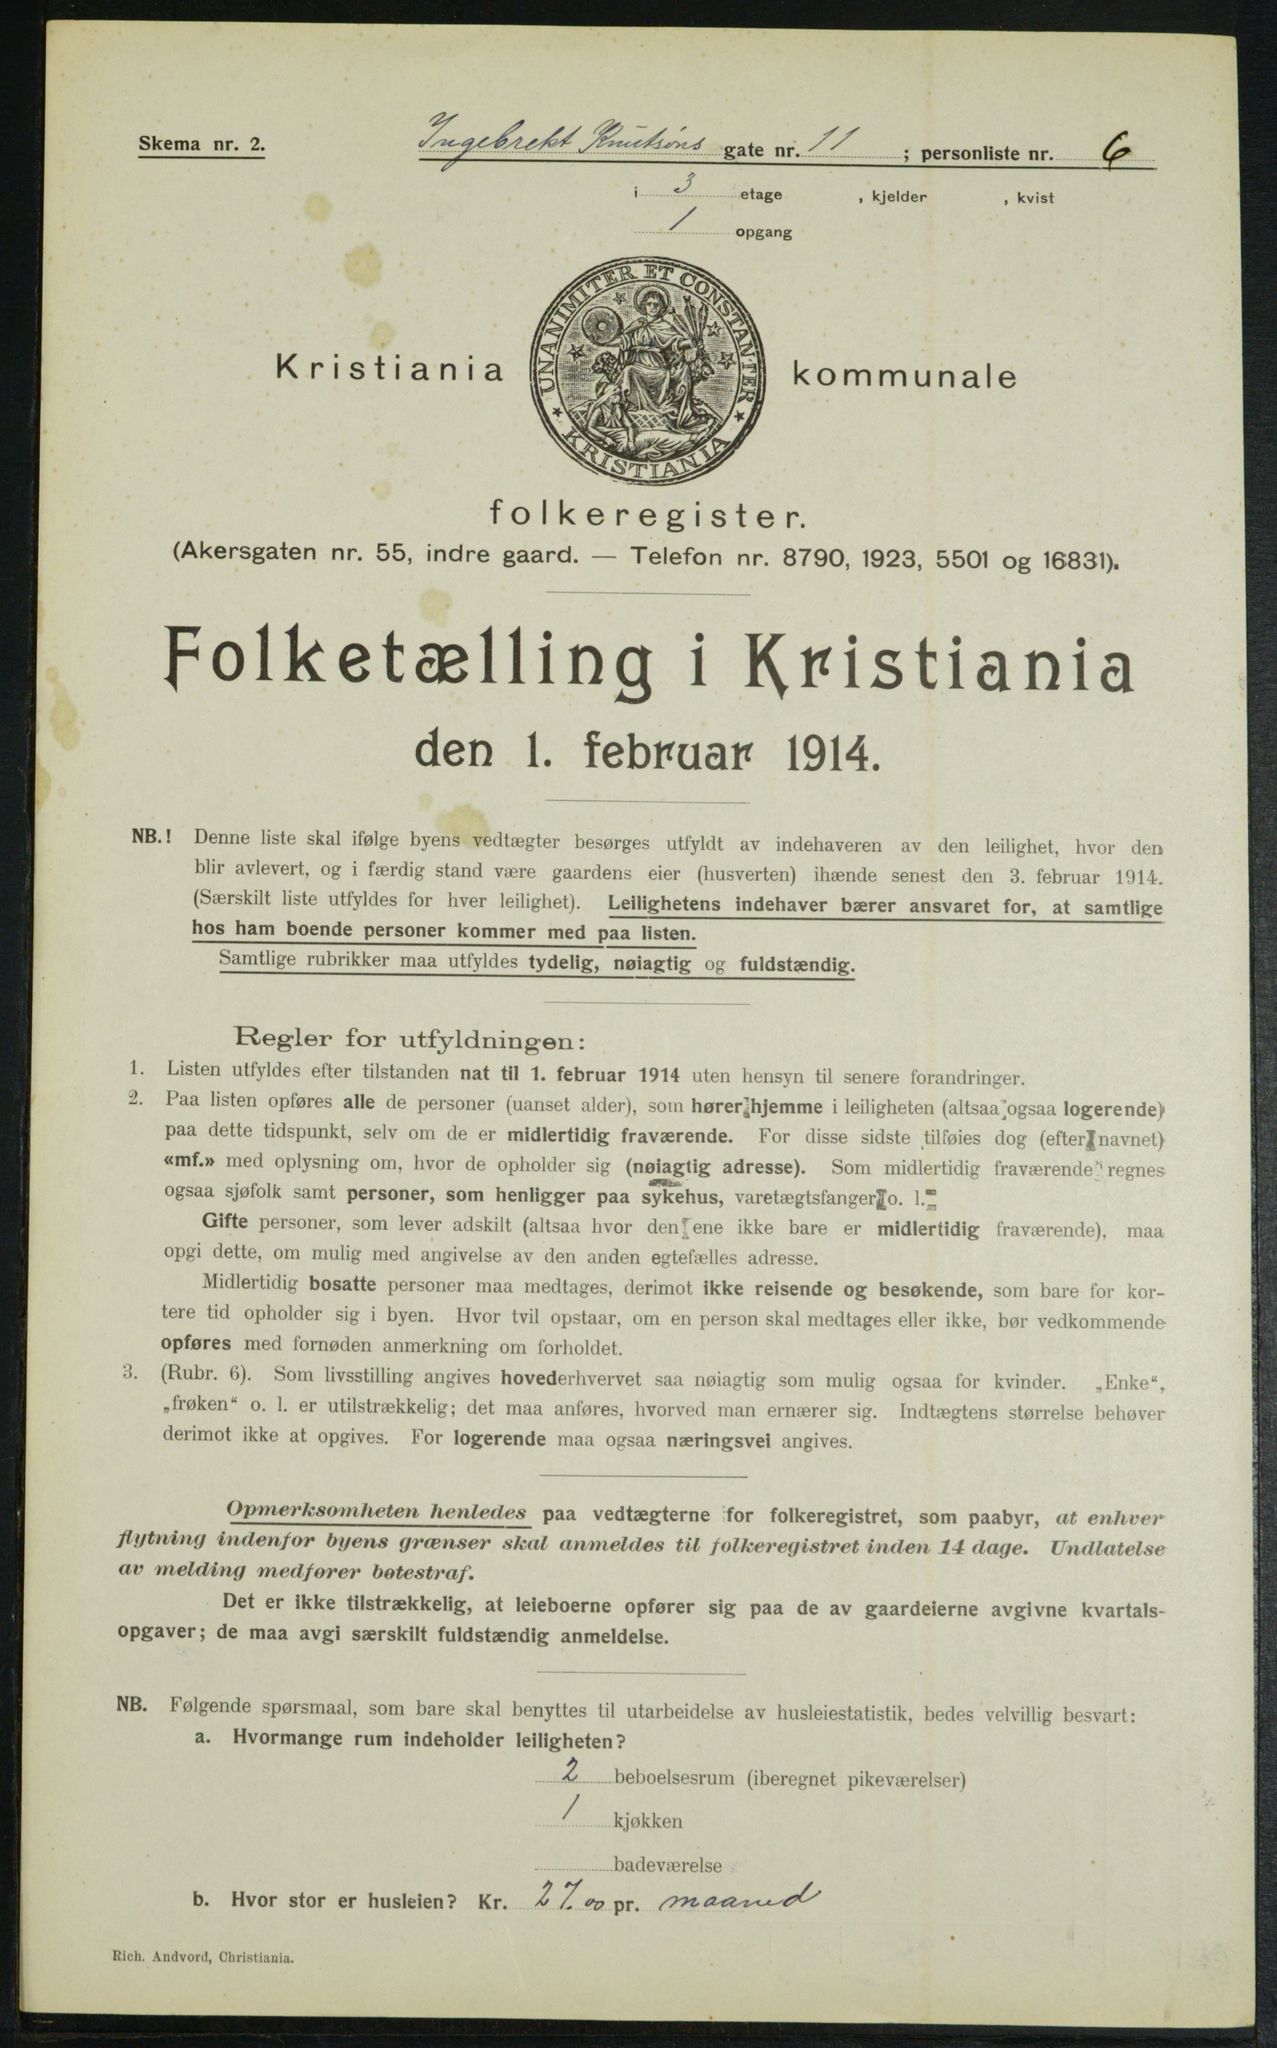 Skema nr. 2.
Ingebrekt Knutsøns gate nr. 11 ; personliste nr. 6
i 3 etage , kjelder , kvist
1 opgang
UNANIMITER ET CONSTANTER
★ KRISTIANIA ★
Kristiania kommunale
folkeregister.
(Akersgaten nr. 55, indre gaard. — Telefon nr. 8790, 1923, 5501 og 16831).
Folketælling i Kristiania
den 1. februar 1914.
NB.! Denne liste skal ifølge byens vedtægter besørges utfyldt av indehaveren av den leilighet, hvor den
blir avlevert, og i færdig stand være gaardens eier (husverten) ihænde senest den 3. februar 1914.
(Særskilt liste utfyldes for hver leilighet). Leilighetens indehaver bærer ansvaret for, at samtlige
hos ham boende personer kommer med paa listen.
Samtlige rubrikker maa utfyldes tydelig, nøiagtig og fuldstændig.
Regler for utfyldningen:
1. Listen utfyldes efter tilstanden nat til 1. februar 1914 uten hensyn til senere forandringer.
2. Paa listen opføres alle de personer (uanset alder), som hører hjemme i leiligheten (altsaa ogsaa logerende)
paa dette tidspunkt, selv om de er midlertidig fraværende. For disse sidste tilføies dog (efter navnet)
«mf.» med oplysning om, hvor de opholder sig (nøiagtig adresse). Som midlertidig fraværende regnes
ogsaa sjøfolk samt personer, som henligger paa sykehus, varetægtsfanger o. l.
Gifte personer, som lever adskilt (altsaa hvor den ene ikke bare er midlertidig fraværende), maa
opgi dette, om mulig med angivelse av den anden egtefælles adresse.
Midlertidig bosatte personer maa medtages, derimot ikke reisende og besøkende, som bare for kor-
tere tid opholder sig i byen. Hvor tvil opstaar, om en person skal medtages eller ikke, bør vedkommende
opføres med fornøden anmerkning om forholdet.
3. (Rubr. 6). Som livsstilling angives hovederhvervet saa nøiagtig som mulig ogsaa for kvinder. „Enke“,
„frøken“ o. l. er utilstrækkelig; det maa anføres, hvorved man ernærer sig. Indtægtens størrelse behøver
derimot ikke at opgives. For logerende maa ogsaa næringsvei angives.
Opmerksomheten henledes paa vedtægterne for folkeregistret, som paabyr, at enhver
flytning indenfor byens grænser skal anmeldes til folkeregistret inden 14 dage. Undlatelse
av melding medfører bøtestraf.
Det er ikke tilstrækkelig, at leieboerne opfører sig paa de av gaardeierne avgivne kvartals-
opgaver; de maa avgi særskilt fuldstændig anmeldelse.
NB. Følgende spørsmaal, som bare skal benyttes til utarbeidelse av husleiestatistik, bedes velvillig besvart:
a. Hvormange rum indeholder leiligheten?
2 beboelsesrum (iberegnet pikeværelser)
1 kjøkken
badeværelse
b. Hvor stor er husleien? Kr. 27.00 pr. maaned
Rich. Andvord, Christiania.